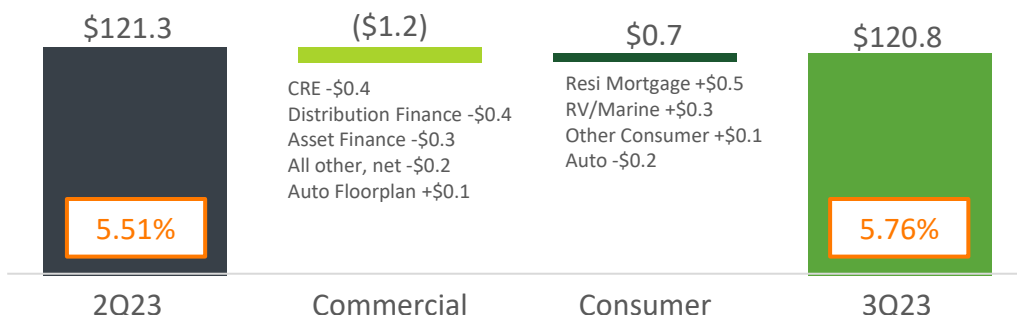 $121.3
($1.2)
$0.7
$120.8
CRE -$0.4
Distribution Finance -$0.4
Asset Finance -$0.3
All other, net -$0.2
Auto Floorplan +$0.1
Resi Mortgage +$0.5
RV/Marine +$0.3
Other Consumer +$0.1
Auto -$0.2
5.51%
5.76%
2Q23
Commercial
Consumer
3Q23